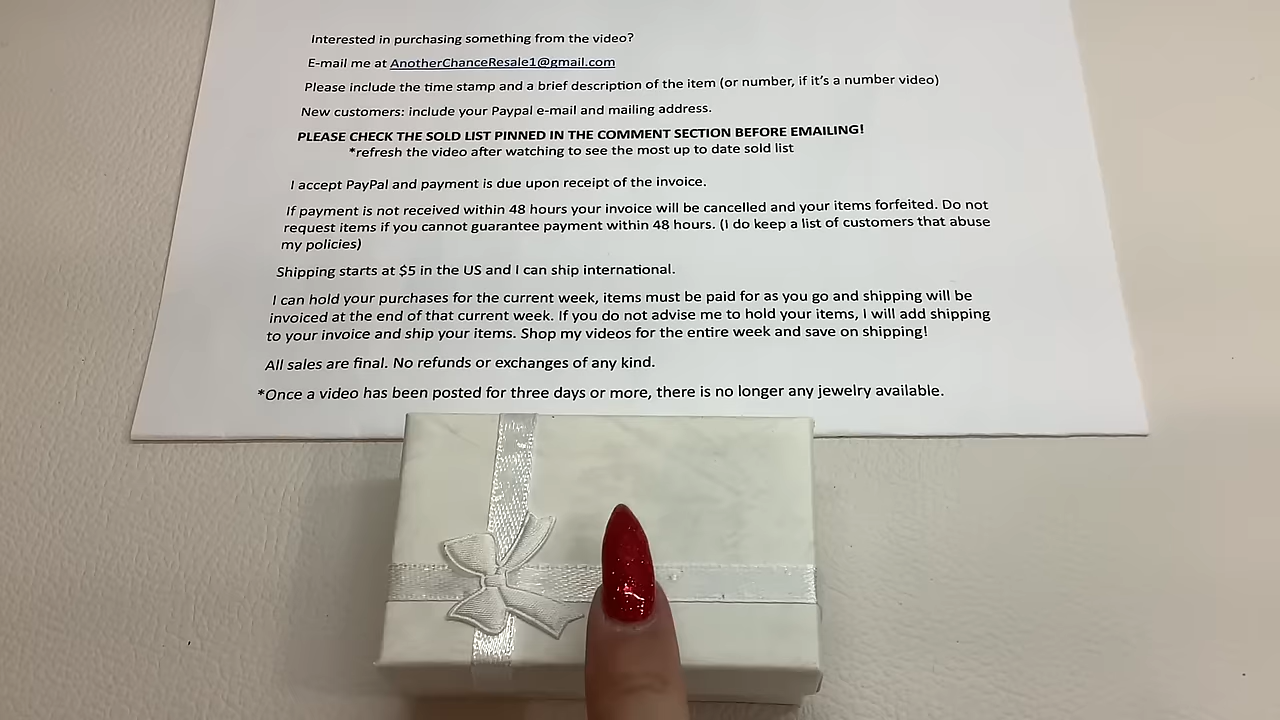 Interested in purchasing something from the video?
E-mail me at AnotherChanceResale1@gmail.com
Please include the time stamp and a brief description of the item (or number, if it's a number video)
New customers: include your Paypal e-mail and mailing address.
PLEASE CHECK THE SOLD LIST PINNED IN THE COMMENT SECTION BEFORE EMAILING!
*refresh the video after watching to see the most up to date sold list
I accept PayPal and payment is due upon receipt of the invoice.
If payment is not received within 48 hours your invoice will be cancelled and your items forfeited. Do not
request items if you cannot guarantee payment within 48 hours. (I do keep a list of customers that abuse
my policies)
Shipping starts at $5 in the US and I can ship international.
I can hold your purchases for the current week, items must be paid for as you go and shipping will be
invoiced at the end of that current week. If you do not advise me to hold your items, I will add shipping
to your invoice and ship your items. Shop my videos for the entire week and save on shipping!
All sales are final. No refunds or exchanges of any kind.
*Once a video has been posted for three days or more, there is no longer any jewelry available.